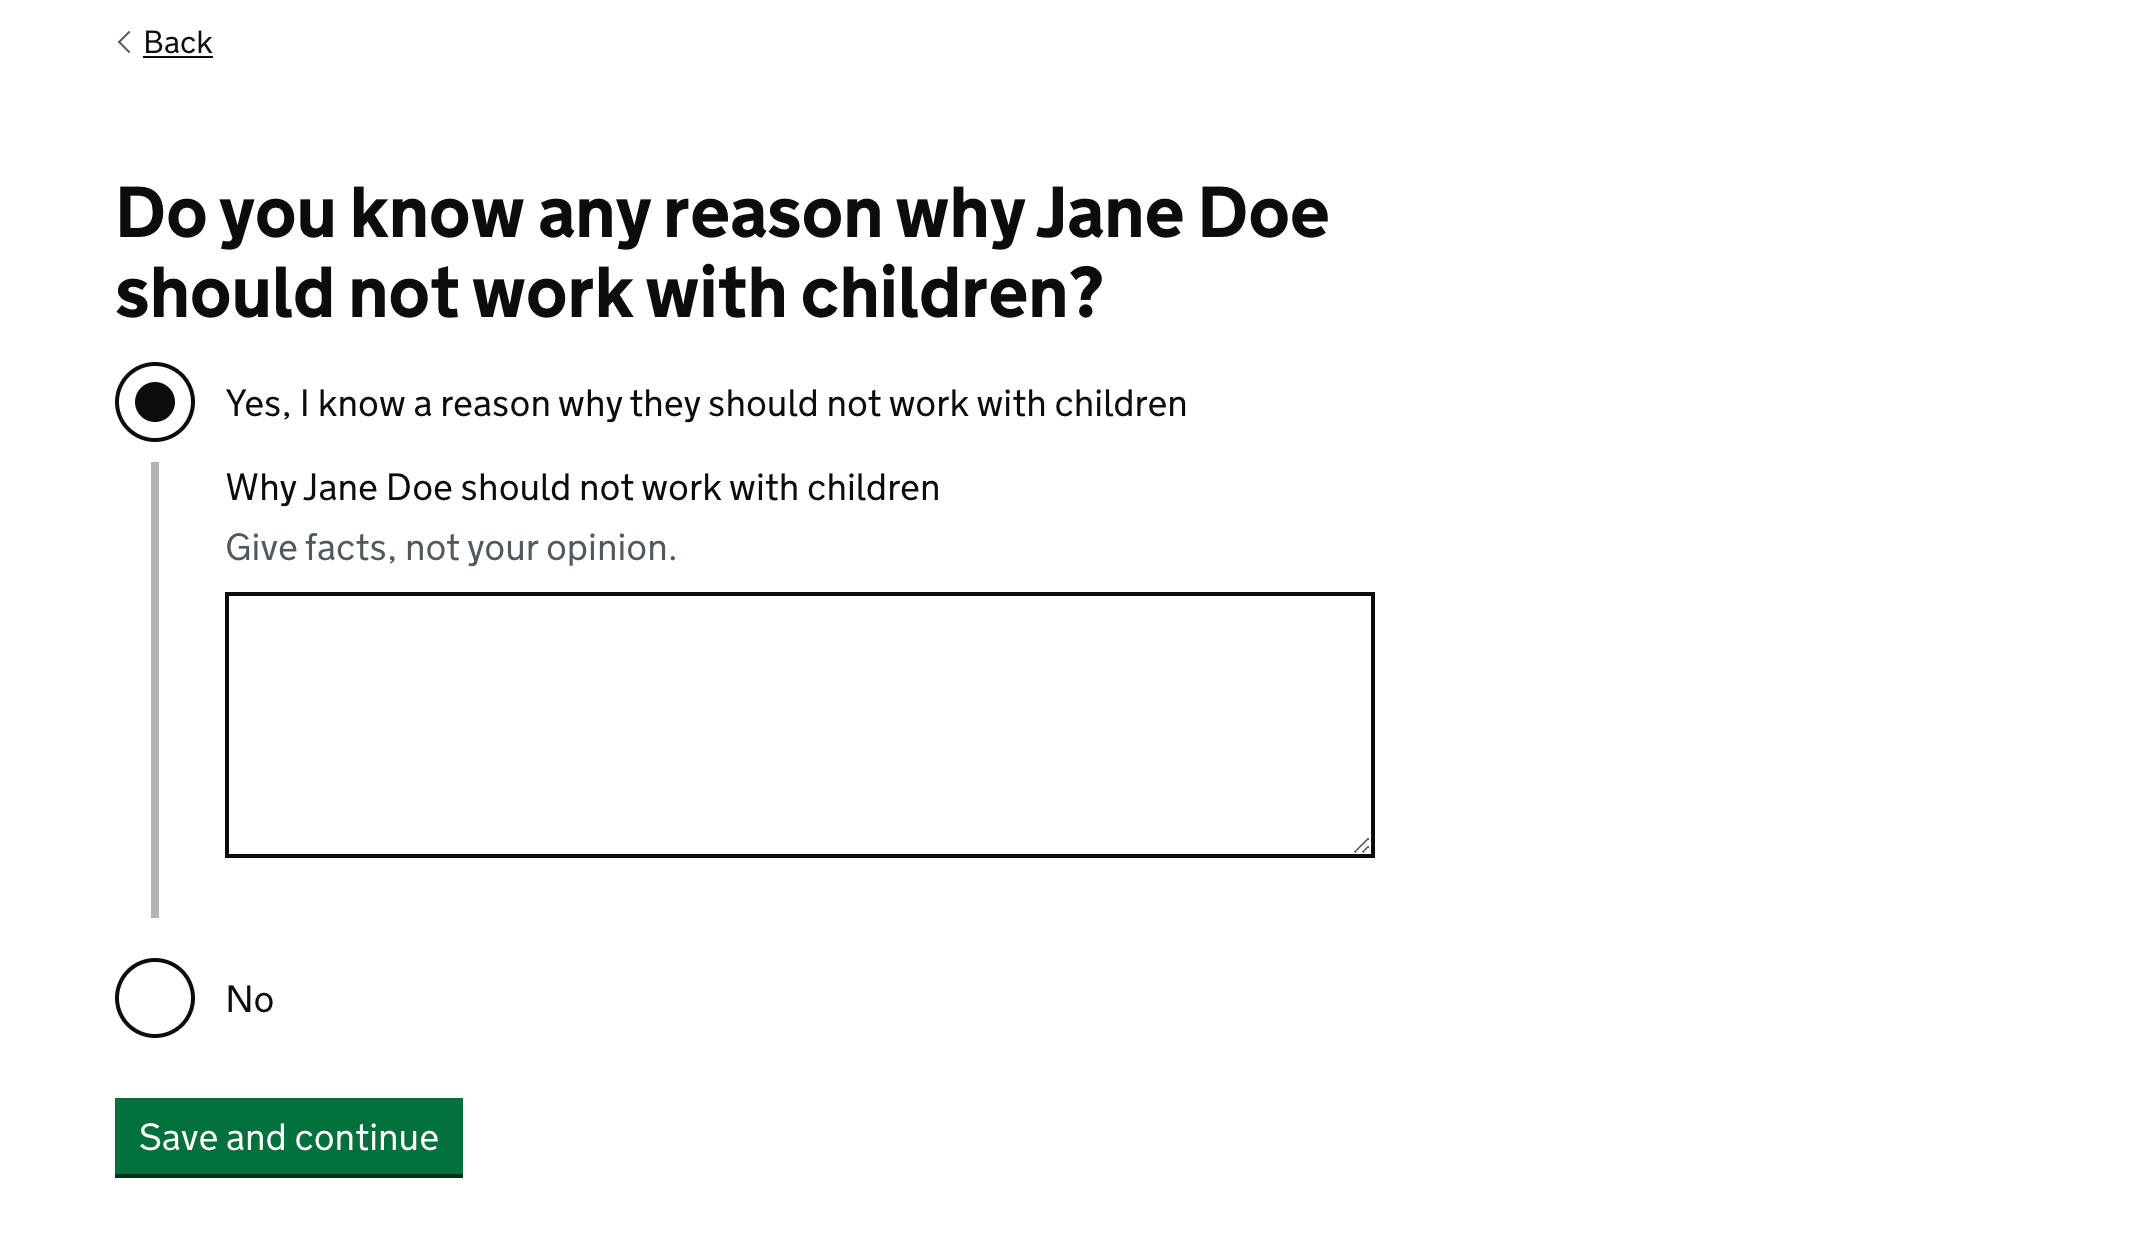 Back
Do you know any reason why Jane Doe
should not work with children?
Yes, I know a reason why they should not work with children
Why Jane Doe should not work with children
Give facts, not your opinion.
No
Save and continue